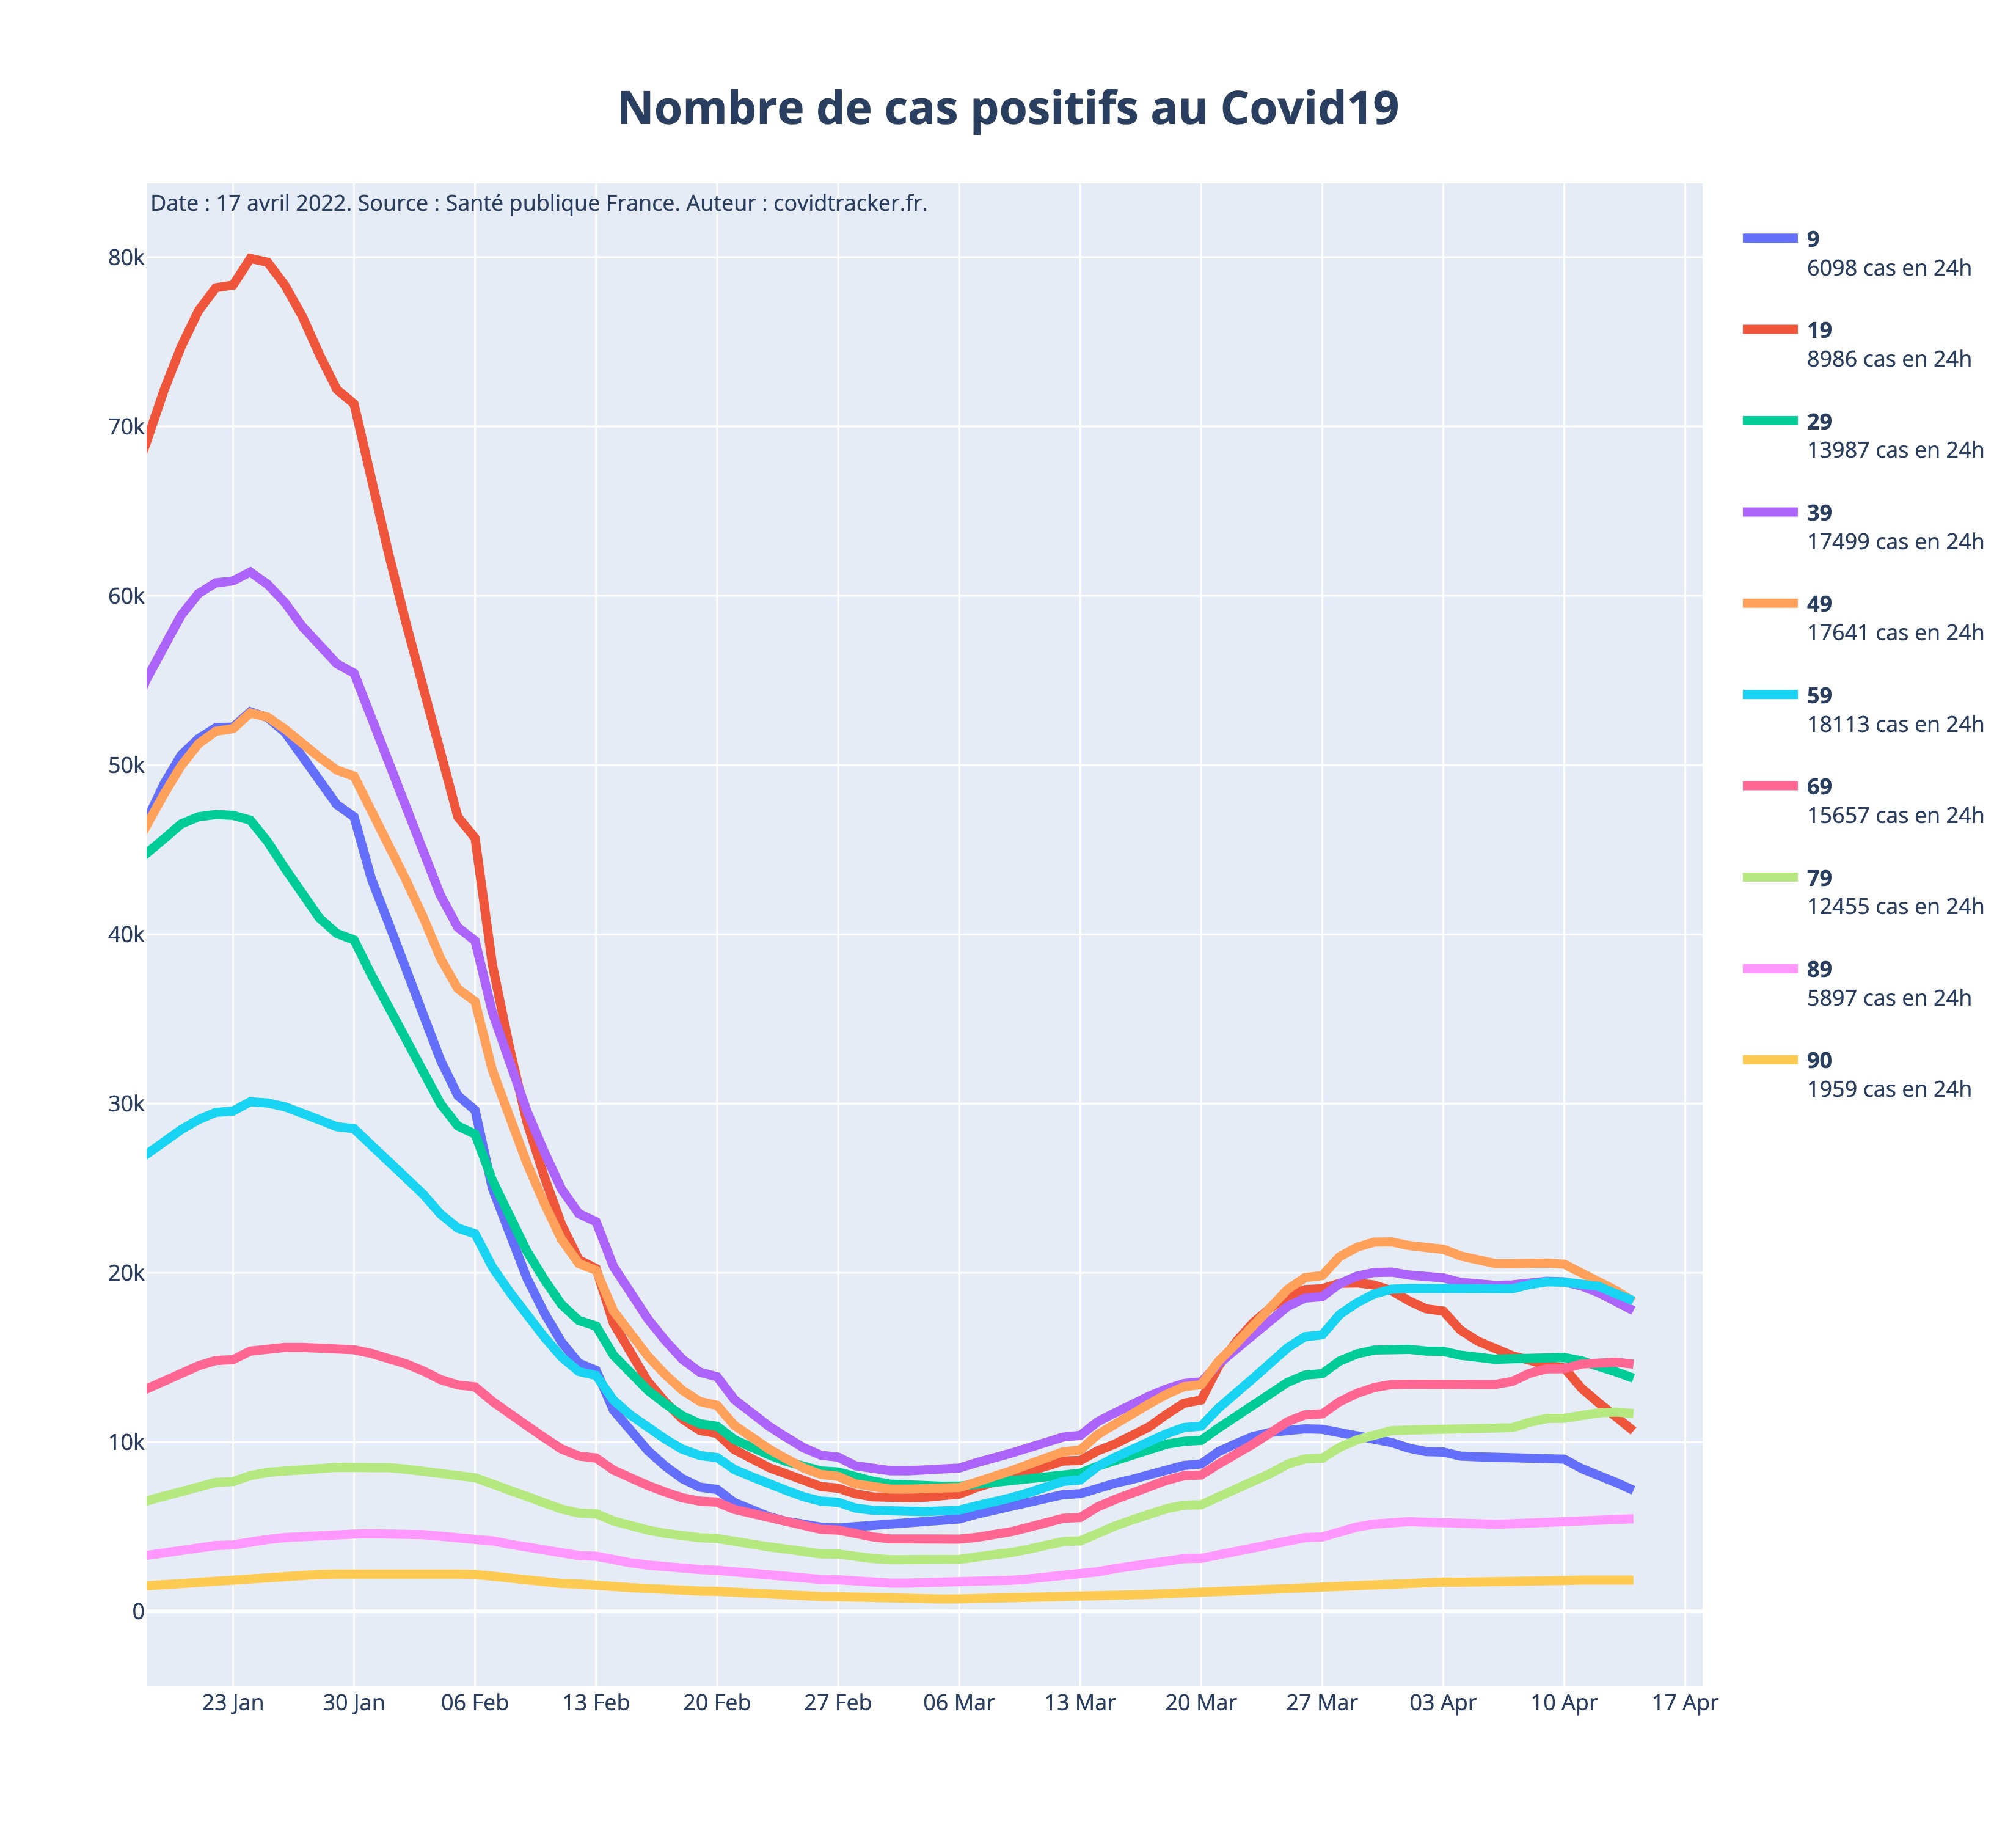 Nombre de cas positifs au Covid19
Date : 17 avril 2022. Source : Santé publique France. Auteur : covidtracker.fr.
80k
70k
60k
50k
40k
30k
20k
10k
0
23 Jan
30 Jan
06 Feb
13 Feb
20 Feb
27 Feb
06 Mar
13 Mar
20 Mar
27 Mar
03 Apr
10 Apr
17 Apr
9
6098 cas en 24h
19
8986 cas en 24h
29
13987 cas en 24h
39
17499 cas en 24h
49
17641 cas en 24h
59
18113 cas en 24h
69
15657 cas en 24h
79
12455 cas en 24h
89
5897 cas en 24h
90
1959 cas en 24h